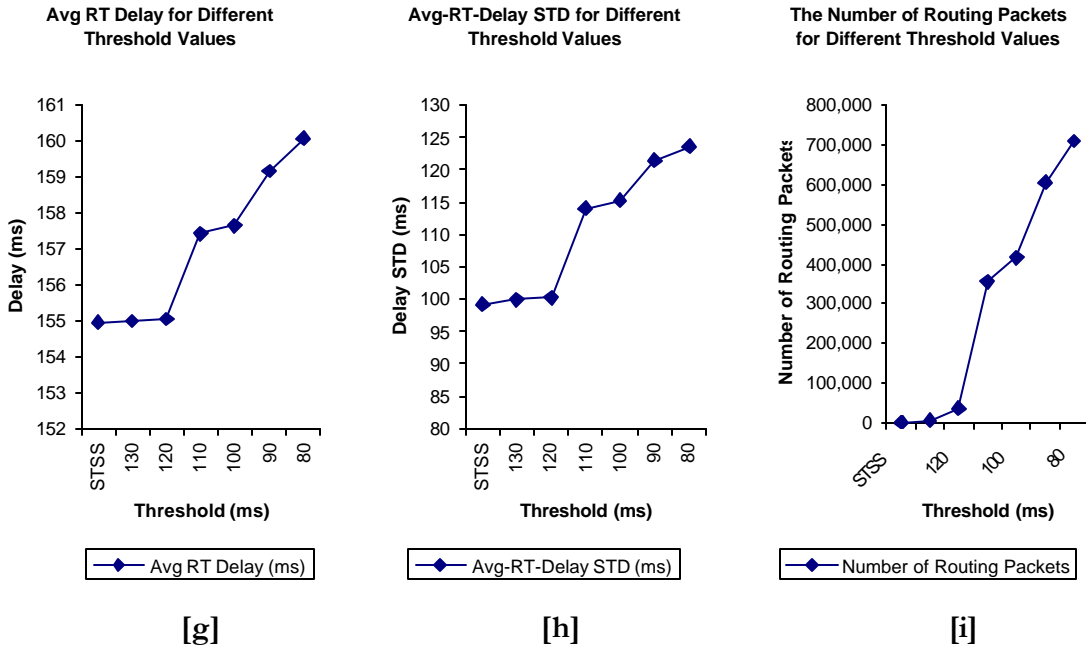 Avg RT Delay for Different
Threshold Values
161
160
159
158
157
156
155
154
153
152
Delay (ms)
STSS
130
120
110
100
90
80
Threshold (ms)
Avg RT Delay (ms)
[g]
Avg-RT-Delay STD for Different
Threshold Values
130
125
120
115
110
105
100
95
90
85
80
Delay STD (ms)
STSS
130
120
110
100
90
80
Threshold (ms)
Avg-RT-Delay STD (ms)
[h]
The Number of Routing Packets
for Different Threshold Values
800,000
700,000
600,000
500,000
400,000
300,000
200,000
100,000
0
Number of Routing Packets
STSS
120
100
80
Threshold (ms)
Number of Routing Packets
[i]